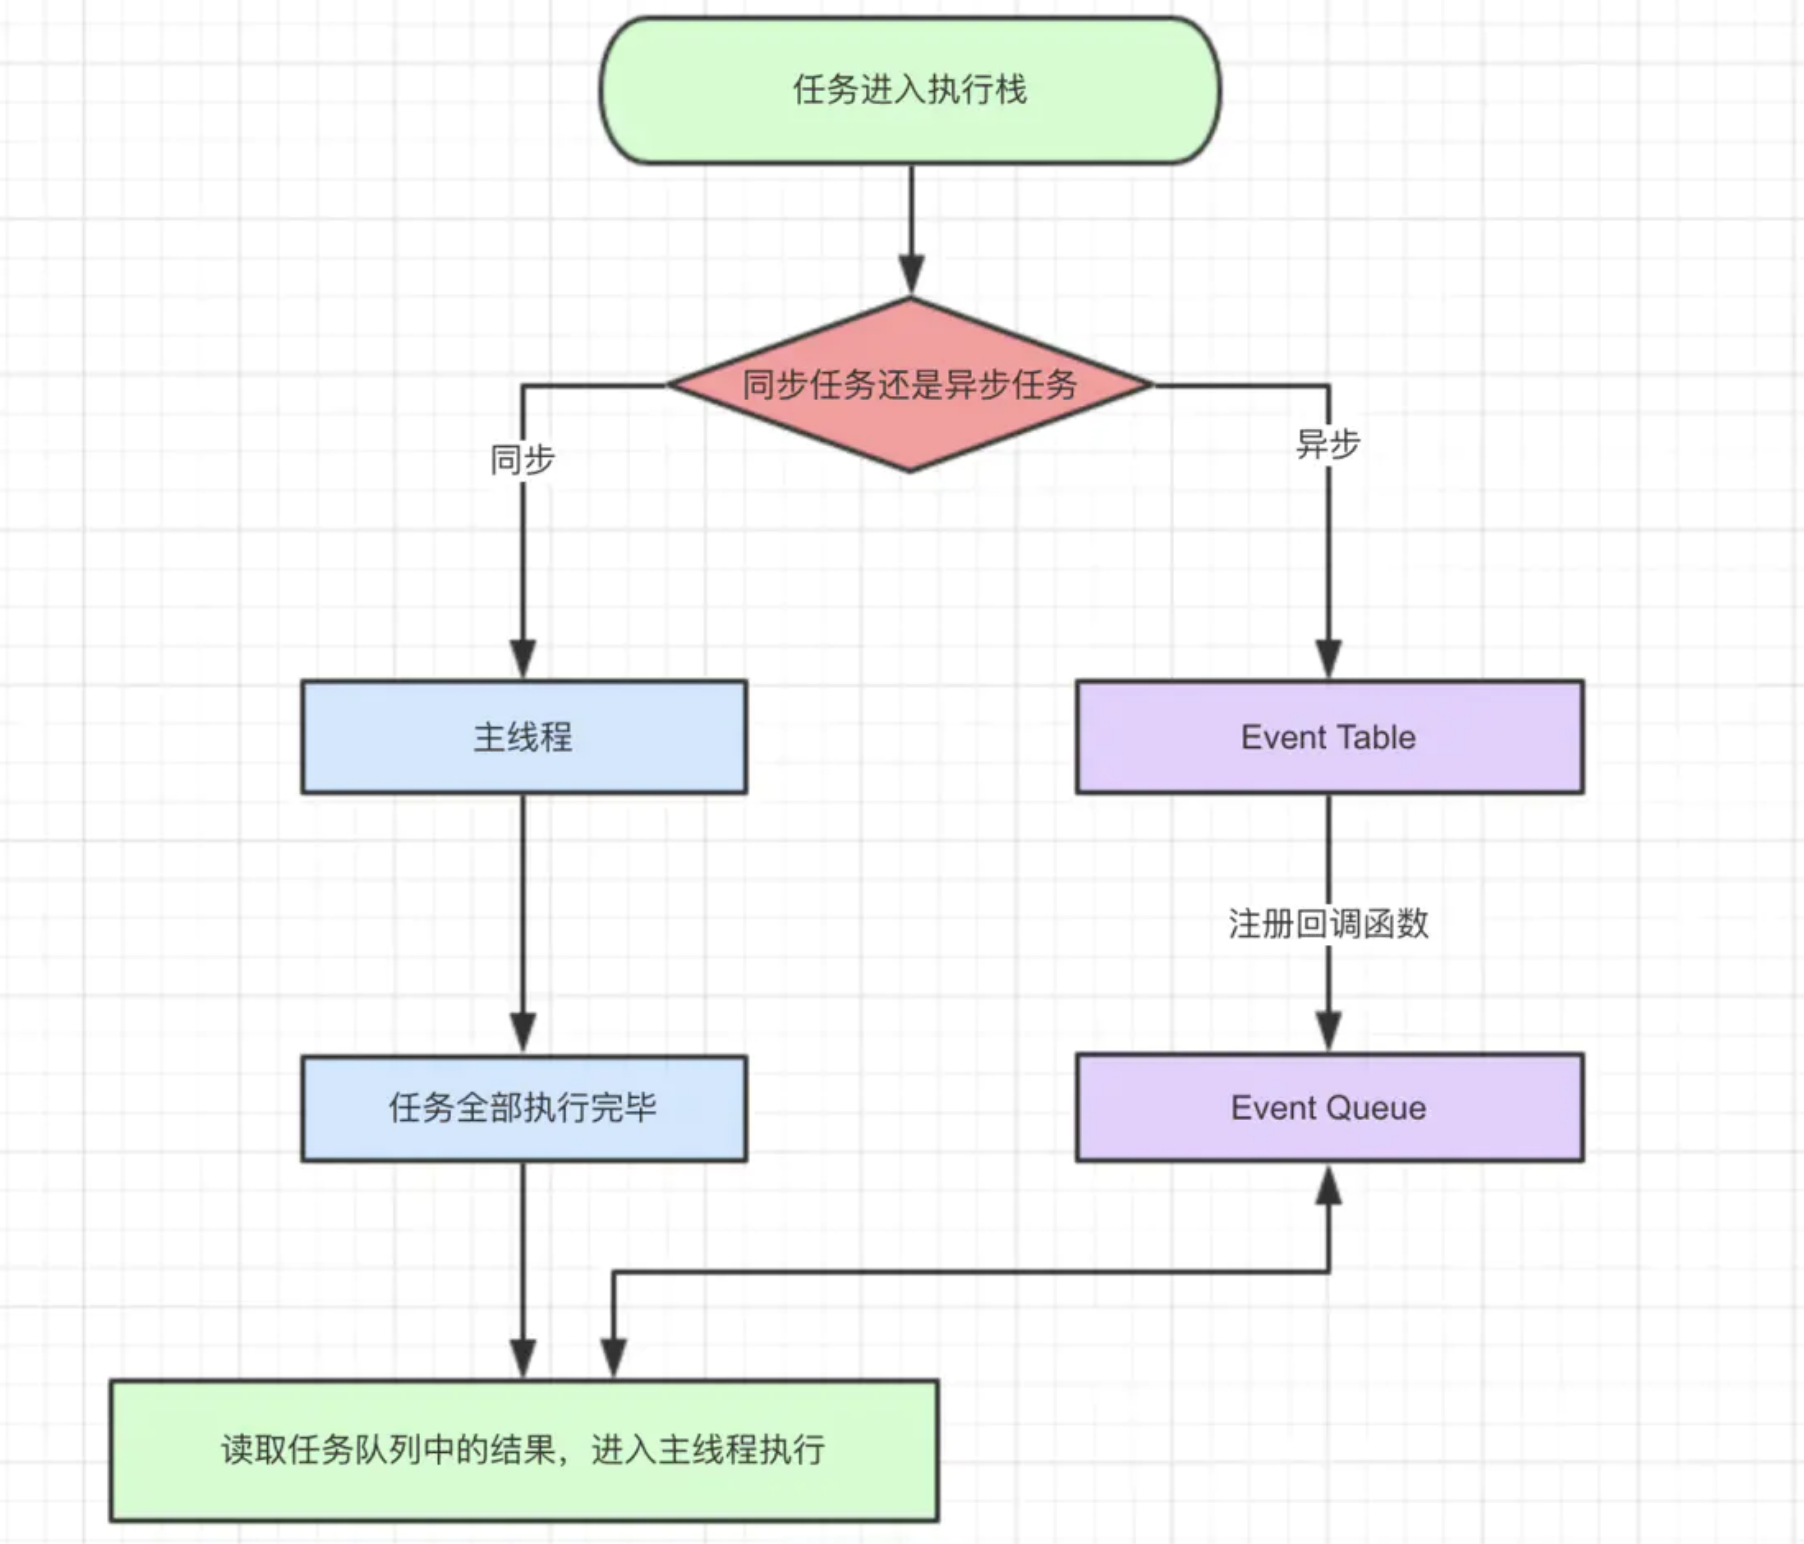 任务进入执行栈
同步任务还是异步任务
同步
异步
主线程
Event Table
注册回调函数
任务全部执行完毕
Event Queue
读取任务队列中的结果，进入主线程执行